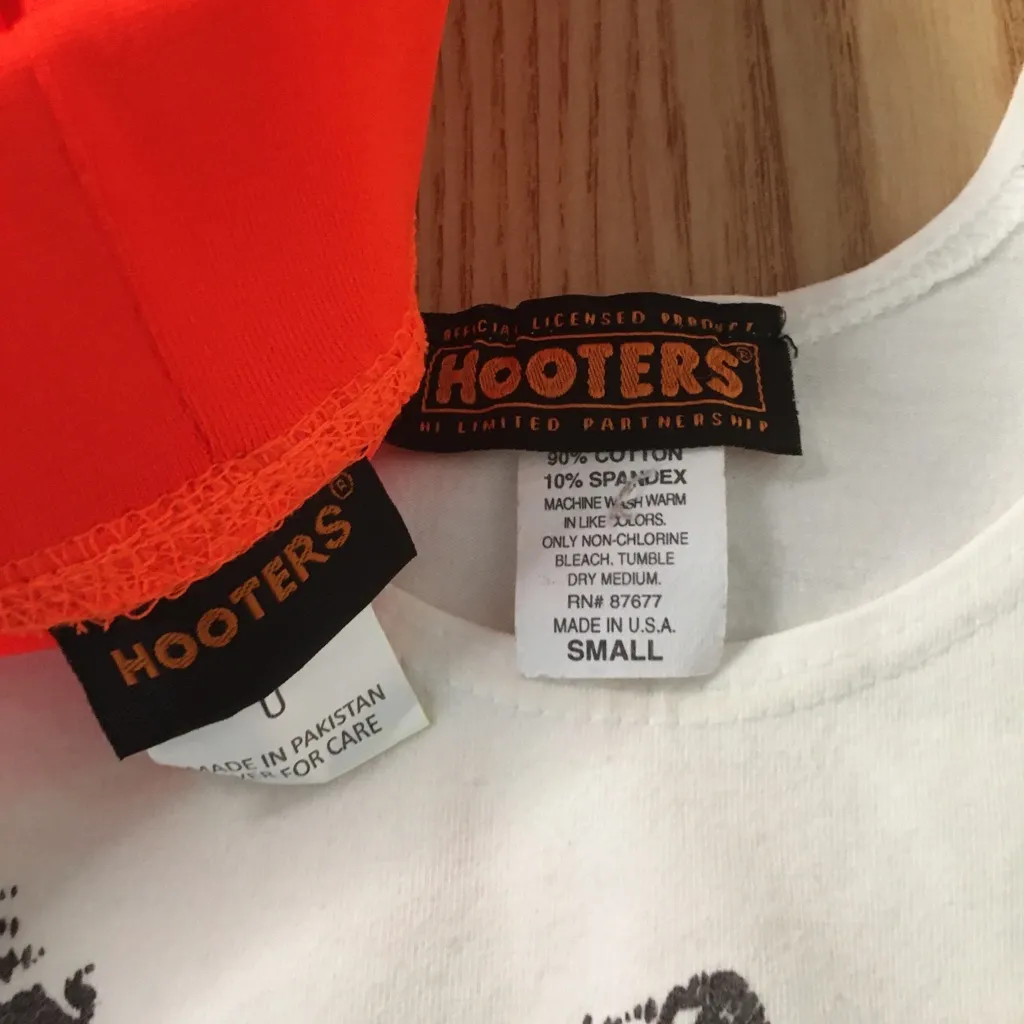 OFFICIAL LICENSED PRODUCT
HOOTERS®
HI LIMITED PARTNERSHIP
90% COTTON
10% SPANDEX
MACHINE WASH WARM
IN LIKE COLORS.
ONLY NON-CHLORINE
BLEACH. TUMBLE
DRY MEDIUM.
RN# 87677
MADE IN U.S.A.
SMALL
HOOTERS®
MADE IN PAKISTAN
FOR CARE